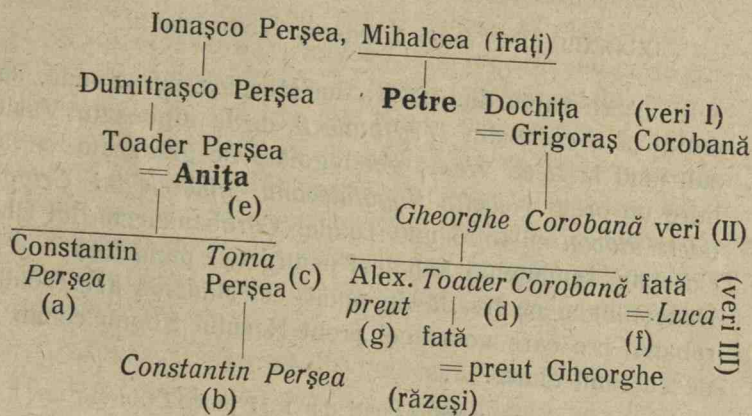 Ionaşco Perşea, Mihalcea (fraţi)
Dumitraşco Perşea Petre Dochiţa (veri I)
Toader Perşea = Grigoraş Corobană
= Aniţa
(e) Gheorghe Corobană veri (II)
Constantin Toma Alex. Toader Corobană fată
Perşea Perşea (c) preut (d) = Luca
(a) (g) fată (f) (veri III)
Constantin Perşea = preut Gheorghe
(b) (răzeşi)